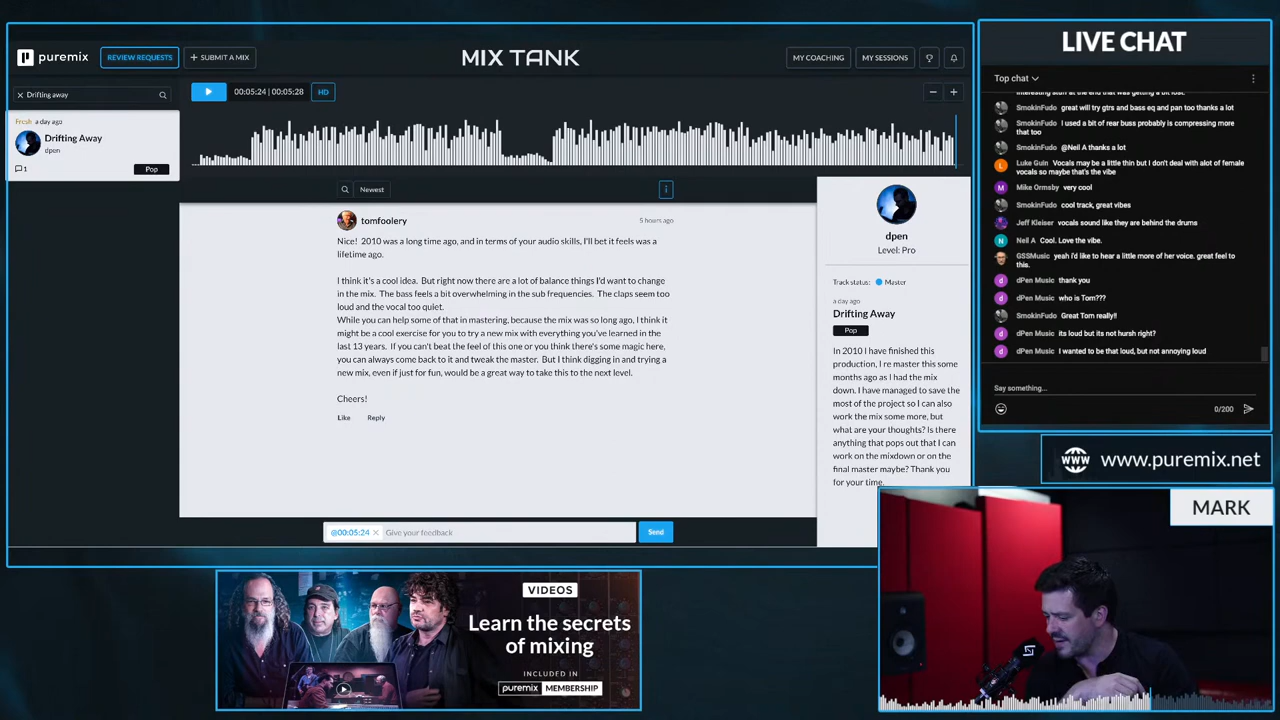 puremix
REVIEW REQUESTS
+ SUBMIT A MIX
MIX TANK
MY COACHING
MY SESSIONS
× Drifting away
00:05:24 | 00:05:28
HD
Fresh a day ago
Drifting Away
dpen
1
Pop
Newest
tomfoolery
5 hours ago
Nice! 2010 was a long time ago, and in terms of your audio skills, I'll bet it feels was a
lifetime ago.
I think it's a cool idea. But right now there are a lot of balance things I'd want to change
in the mix. The bass feels a bit overwhelming in the sub frequencies. The claps seem too
loud and the vocal too quiet.
While you can help some of that in mastering, because the mix was so long ago, I think it
might be a cool exercise for you to try a new mix with everything you've learned in the
last 13 years. If you can't beat the feel of this one or you think there's some magic here,
you can always come back to it and tweak the master. But I think digging in and trying a
new mix, even if just for fun, would be a great way to take this to the next level.
Cheers!
Like Reply
@00:05:24 × Give your feedback
Send
dpen
Level: Pro
Track status: Master
a day ago
Drifting Away
Pop
In 2010 I have finished this
production, I re master this some
months ago as I had the mix
down. I have managed to save the
most of the project so I can also
work the mix some more, but
what are your thoughts? Is there
anything that pops out that I can
work on the mixdown or on the
final master maybe? Thank you
for your time.
LIVE CHAT
Top chat
interesting stuff at the end that was getting a bit lost.
SmokinFudo great will try gtrs and bass eq and pan too thanks a lot
SmokinFudo I used a bit of rear buss probably is compressing more
that too
SmokinFudo @Neil A thanks a lot
Luke Guin Vocals may be a little thin but I don't deal with alot of female
vocals so maybe that's the vibe
Mike Ormsby very cool
SmokinFudo cool track, great vibes
Jeff Kleiser vocals sound like they are behind the drums
Neil A Cool. Love the vibe.
GSSMusic yeah i'd like to hear a little more of her voice. great feel to
this.
dPen Music thank you
dPen Music who is Tom???
SmokinFudo Great Tom really!!
dPen Music its loud but its not hursh right?
dPen Music I wanted to be that loud, but not annoying loud
Say something...
0/200
WWW www.puremix.net
MARK
VIDEOS
Learn the secrets
of mixing
INCLUDED IN
puremix MEMBERSHIP